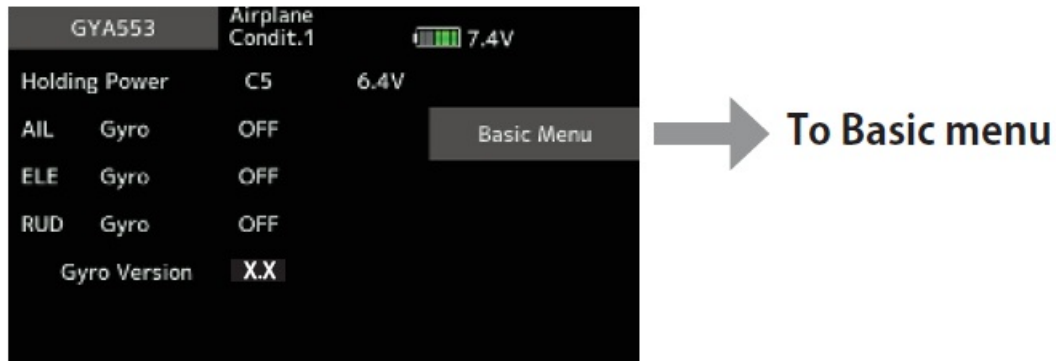 GYA553 Airplane Condit.1 7.4V
Holding Power C5 6.4V
AIL Gyro OFF Basic Menu
ELE Gyro OFF
RUD Gyro OFF
Gyro Version X.X
To Basic menu